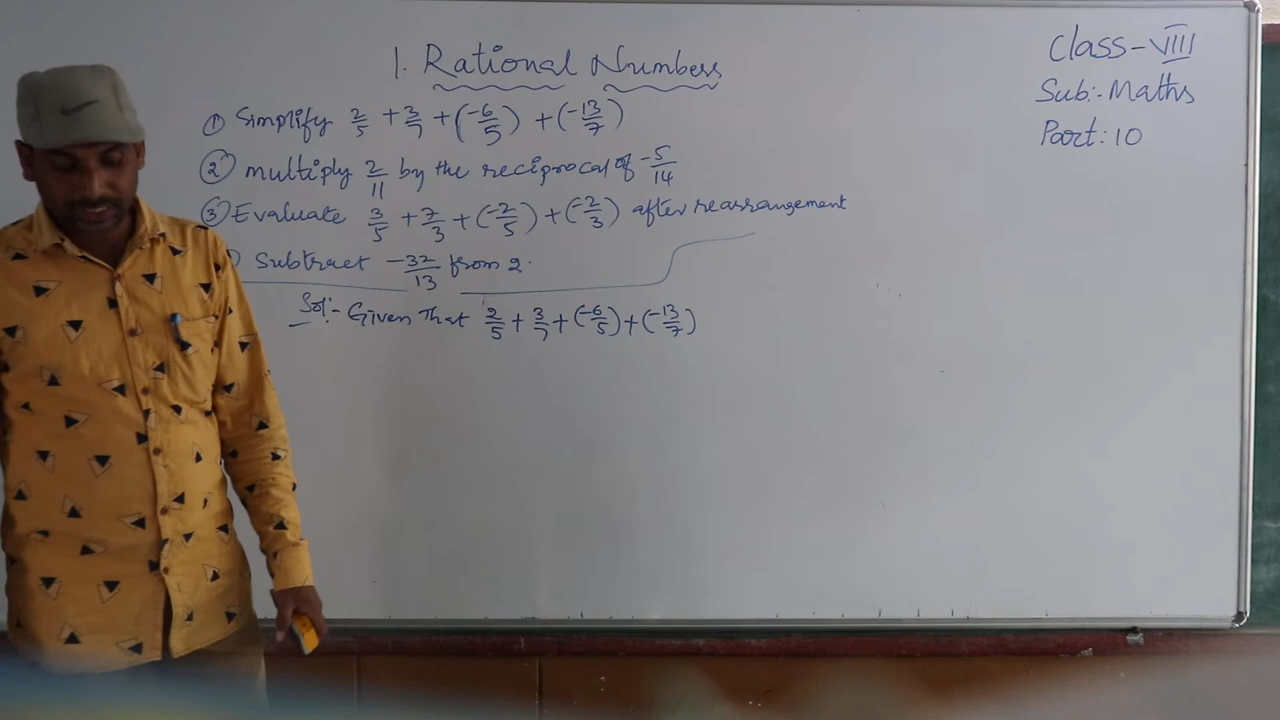 1. Rational Numbers
Class-VIII
Sub:- Maths
Part: 10
① Simplify 2/5 + 3/7 + (-6/5) + (-13/7)
② multiply 2/11 by the reciprocal of -5/14
③ Evaluate 3/5 + 7/3 + (-2/5) + (-2/3) after rearrangement
Subtract -32/13 from 2.
Sol:- Given that 2/5 + 3/7 + (-6/5) + (-13/7)